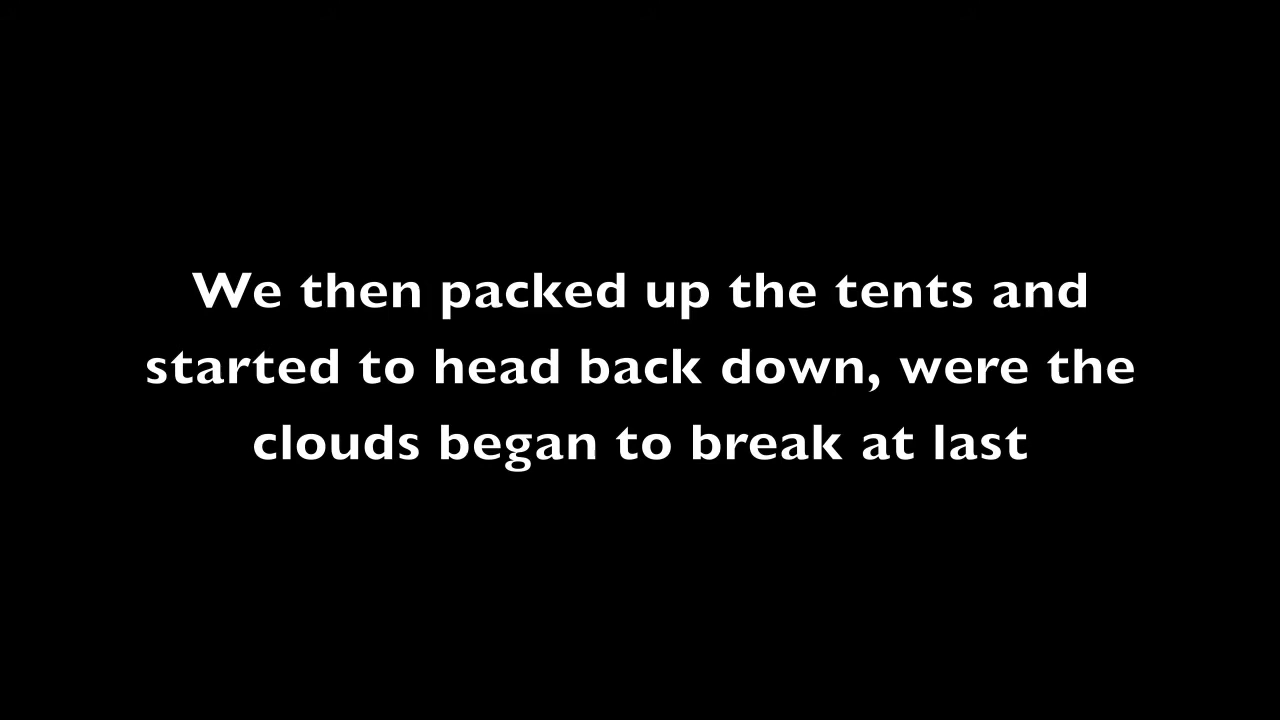 We then packed up the tents and
started to head back down, were the
clouds began to break at last